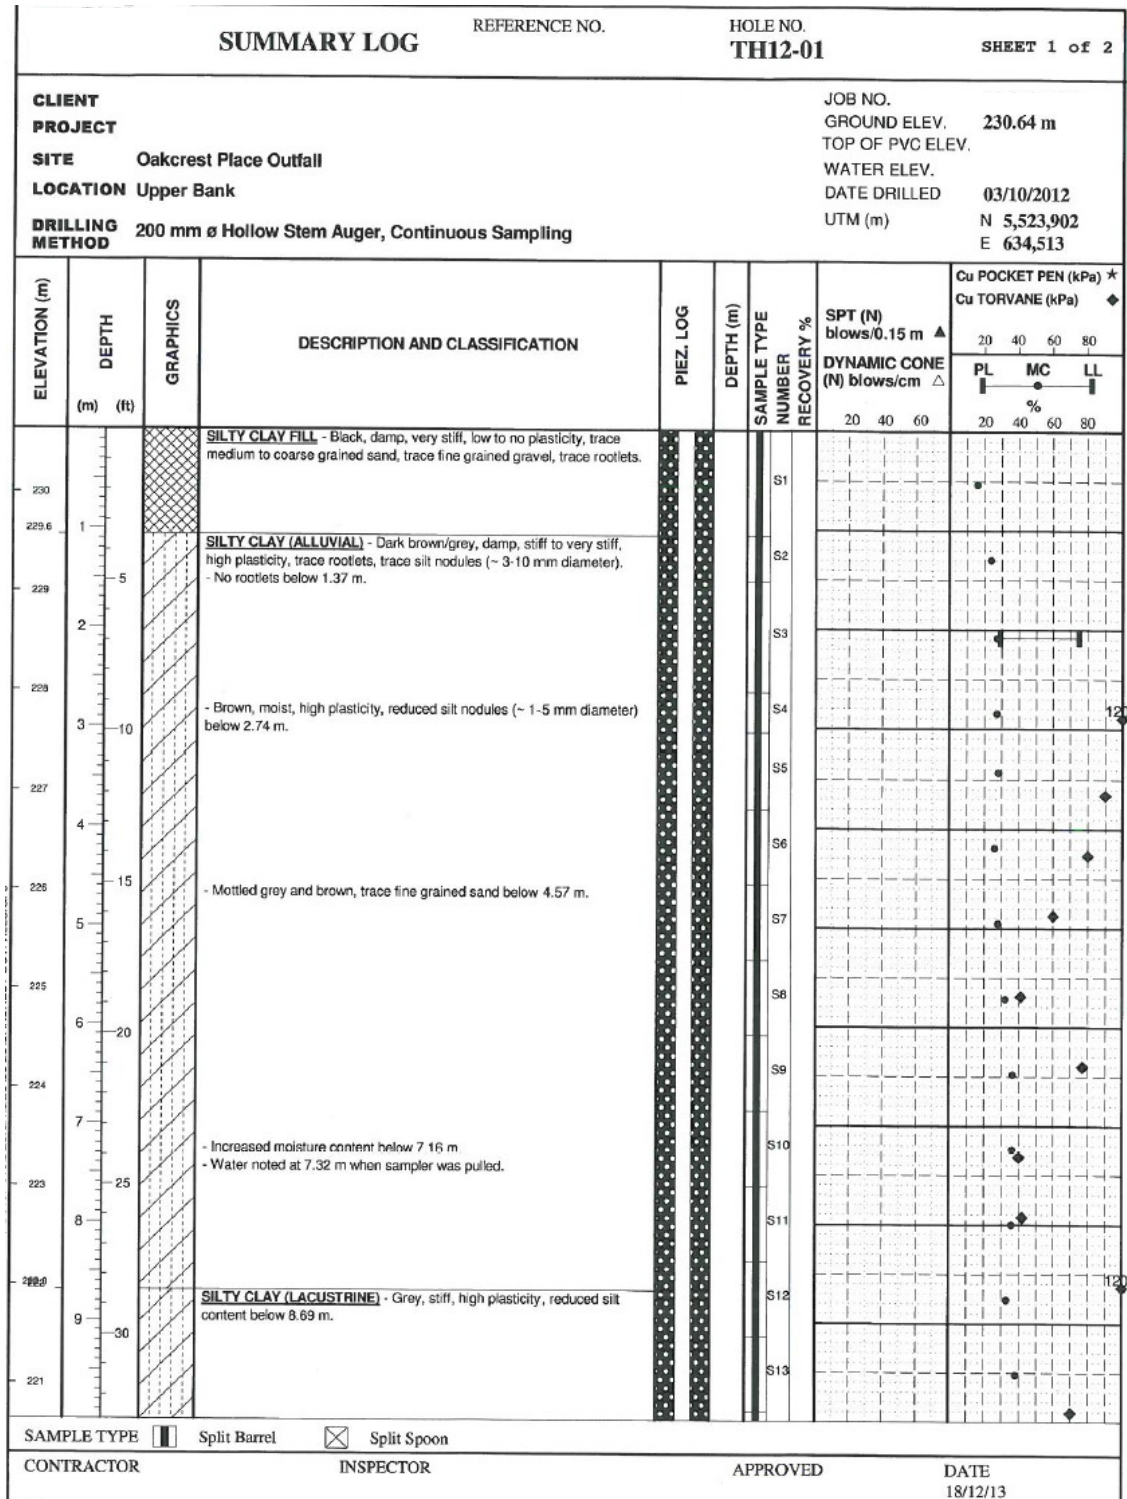 SUMMARY LOG
REFERENCE NO.
HOLE NO.
TH12-01
SHEET 1 of 2
CLIENT
PROJECT
SITE Oakcrest Place Outfall
LOCATION Upper Bank
DRILLING METHOD 200 mm ø Hollow Stem Auger, Continuous Sampling
JOB NO.
GROUND ELEV. 230.64 m
TOP OF PVC ELEV.
WATER ELEV.
DATE DRILLED 03/10/2012
UTM (m) N 5,523,902
E 634,513
ELEVATION (m)
DEPTH
(m) (ft)
GRAPHICS
DESCRIPTION AND CLASSIFICATION
PIEZ. LOG
DEPTH (m)
SAMPLE TYPE
NUMBER
RECOVERY %
SPT (N)
blows/0.15 m ▲
DYNAMIC CONE
(N) blows/cm △
20 40 60
Cu POCKET PEN (kPa) ★
Cu TORVANE (kPa) ◆
20 40 60 80
PL MC LL
%
20 40 60 80
SILTY CLAY FILL - Black, damp, very stiff, low to no plasticity, trace
medium to coarse grained sand, trace fine grained gravel, trace rootlets.
S1
230
229.6
1
SILTY CLAY (ALLUVIAL) - Dark brown/grey, damp, stiff to very stiff,
high plasticity, trace rootlets, trace silt nodules (~ 3-10 mm diameter).
- No rootlets below 1.37 m.
S2
5
229
2
S3
228
- Brown, moist, high plasticity, reduced silt nodules (~ 1-5 mm diameter)
below 2.74 m.
S4
120
3
10
S5
227
4
S6
15
226
- Mottled grey and brown, trace fine grained sand below 4.57 m.
5
S7
225
S8
6
20
S9
224
7
- Increased moisture content below 7.16 m
- Water noted at 7.32 m when sampler was pulled.
S10
223
25
8
S11
120
SILTY CLAY (LACUSTRINE) - Grey, stiff, high plasticity, reduced silt
content below 8.69 m.
S12
9
30
S13
221
SAMPLE TYPE Split Barrel Split Spoon
CONTRACTOR
INSPECTOR
APPROVED
DATE
18/12/13